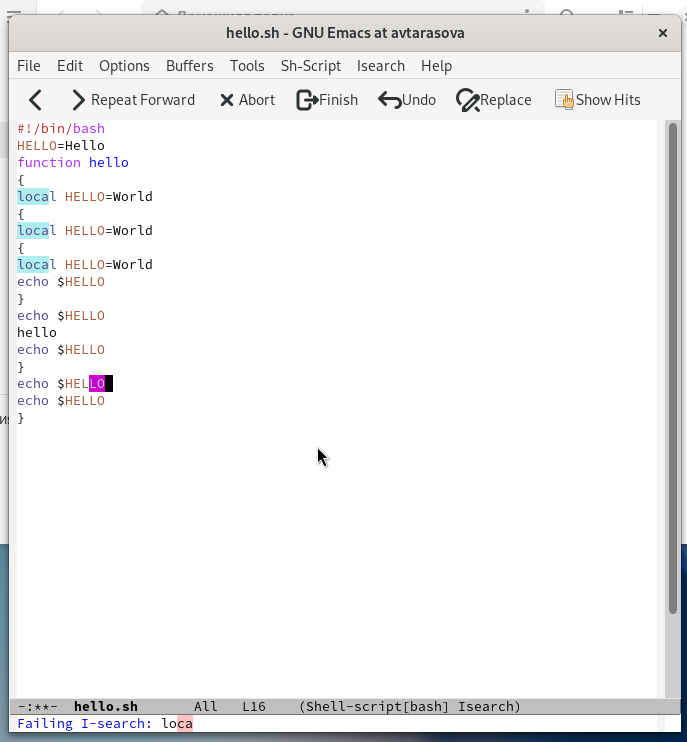 hello.sh - GNU Emacs at avtarasova
File Edit Options Buffers Tools Sh-Script Isearch Help
Repeat Forward Abort Finish Undo Replace Show Hits
#!/bin/bash
HELLO=Hello
function hello
{
local HELLO=World
{
local HELLO=World
{
local HELLO=World
echo $HELLO
}
echo $HELLO
hello
echo $HELLO
}
echo $HELLO
echo $HELLO
}
-:**- hello.sh All L16 (Shell-script[bash] Isearch)
Failing I-search: loca